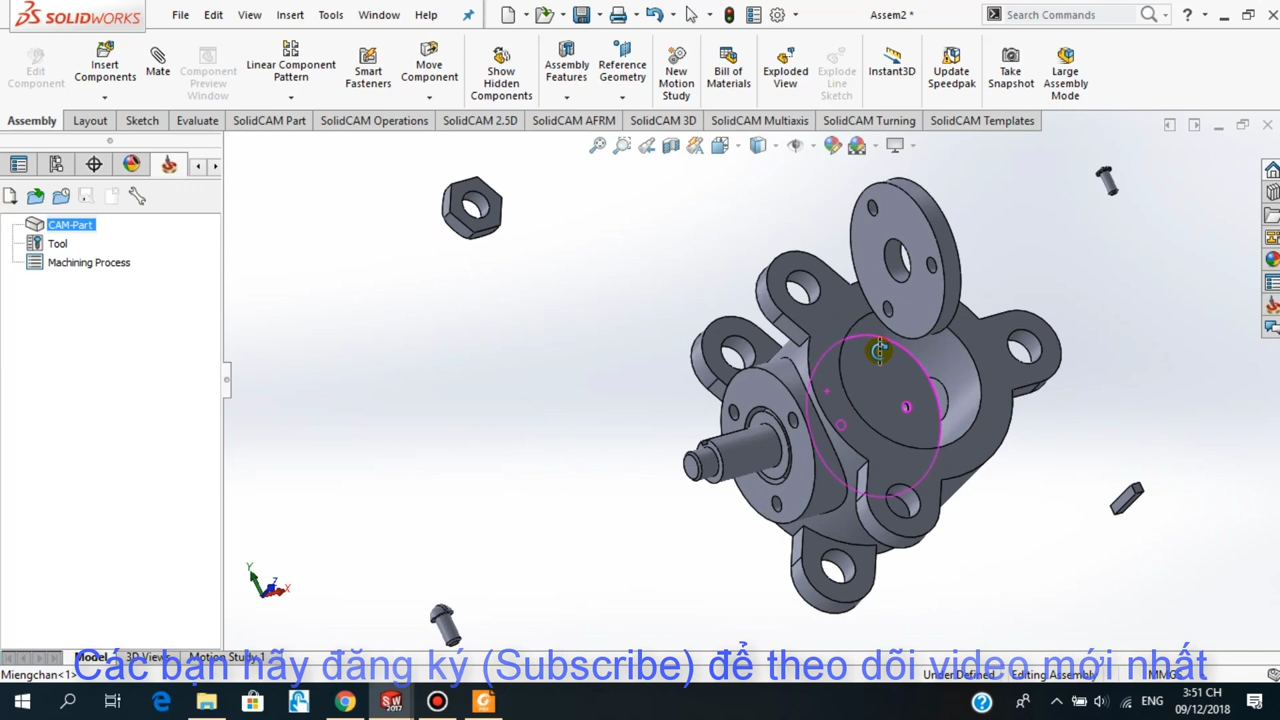 SOLIDWORKS
File Edit View Insert Tools Window Help
Assem2 *
Search Commands
Edit Component
Insert Components
Mate
Component Preview Window
Linear Component Pattern
Smart Fasteners
Move Component
Show Hidden Components
Assembly Features
Reference Geometry
New Motion Study
Bill of Materials
Exploded View
Explode Line Sketch
Instant3D
Update Speedpak
Take Snapshot
Large Assembly Mode
Assembly Layout Sketch Evaluate SolidCAM Part SolidCAM Operations SolidCAM 2.5D SolidCAM AFRM SolidCAM 3D SolidCAM Multiaxis SolidCAM Turning SolidCAM Templates
CAM-Part
Tool
Machining Process
Y
Z
X
Model 3D Views Motion Study 1
Các bạn hãy đăng ký (Subscribe) để theo dõi video mới nhất
Miengchan<1> Under Defined Editing Assembly MMGS
SW 2017
ENG
3:51 CH
09/12/2018